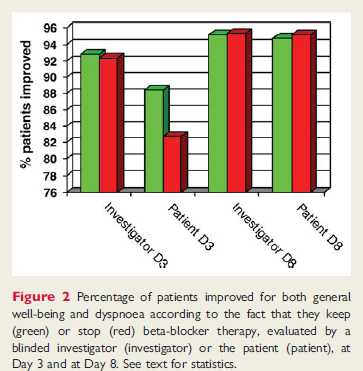 % patients improved
96
94
92
90
88
86
84
82
80
78
76
Investigator D3
Patient D3
Investigator D8
Patient D8
Figure 2 Percentage of patients improved for both general
well-being and dyspnoea according to the fact that they keep
(green) or stop (red) beta-blocker therapy, evaluated by a
blinded investigator (investigator) or the patient (patient), at
Day 3 and at Day 8. See text for statistics.